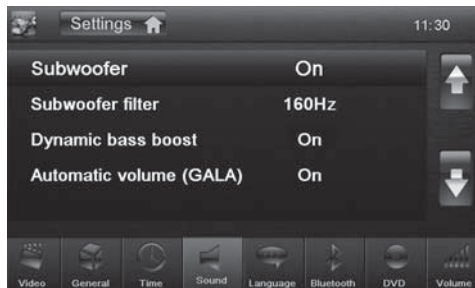 Settings 11:30
Subwoofer On
Subwoofer filter 160Hz
Dynamic bass boost On
Automatic volume (GALA) On
Video General Time Sound Language Bluetooth DVD Volume